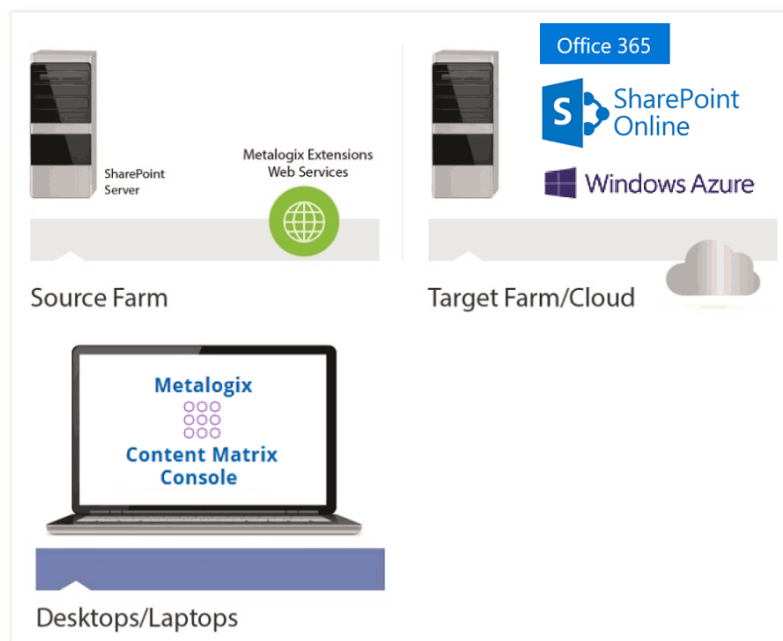 Office 365
SharePoint
Online
Windows Azure
SharePoint
Server
Metalogix Extensions
Web Services
Source Farm
Target Farm/Cloud
Metalogix
Content Matrix
Console
Desktops/Laptops